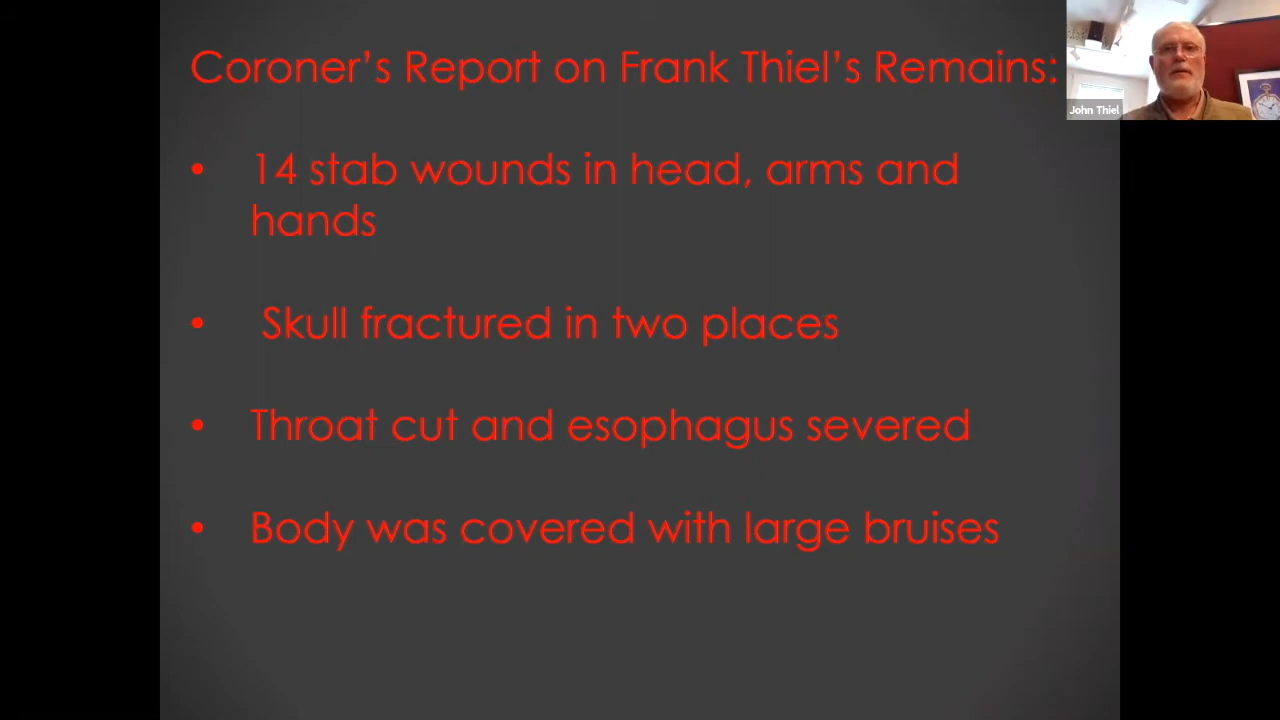 Coroner’s Report on Frank Thiel’s Remains:
• 14 stab wounds in head, arms and
hands
• Skull fractured in two places
• Throat cut and esophagus severed
• Body was covered with large bruises
John Thiel